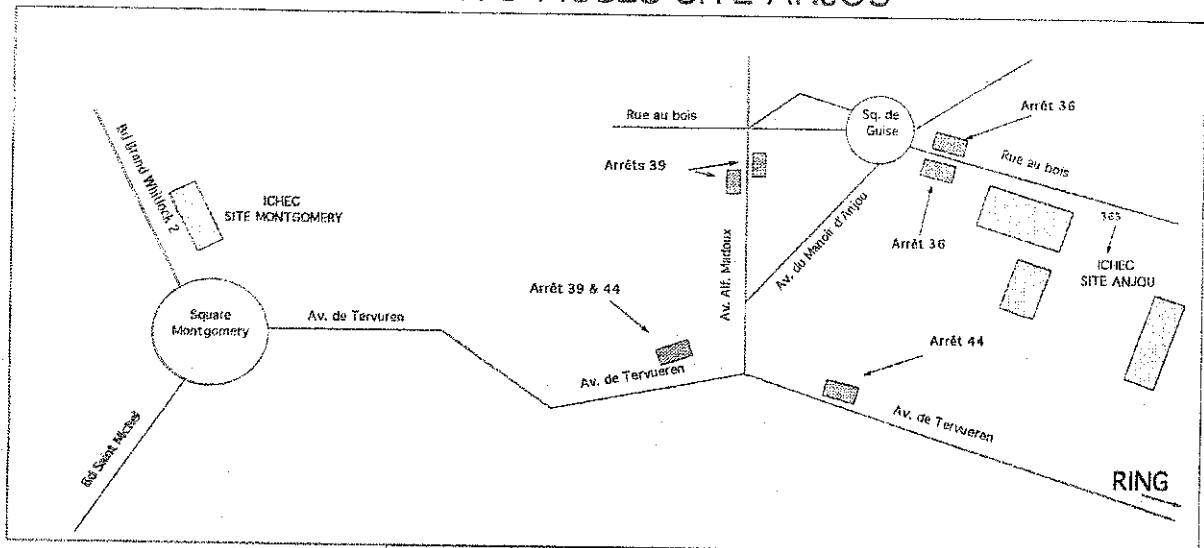 SITE ANJOU
Bd Brand Whitlock 2
ICHEC
SITE MONTGOMERY
Square
Montgomery
Av. de Tervuren
Bd Saint Michel
Rue au bois
Arrêts 39
Sq. de
Guise
Arrêt 36
Rue au bois
Arrêt 36
365
ICHEC
SITE ANJOU
Av. Alf. Madoux
Av. du Manoir d'Anjou
Arrêt 39 & 44
Av. de Tervueren
Arrêt 44
Av. de Tervueren
RING